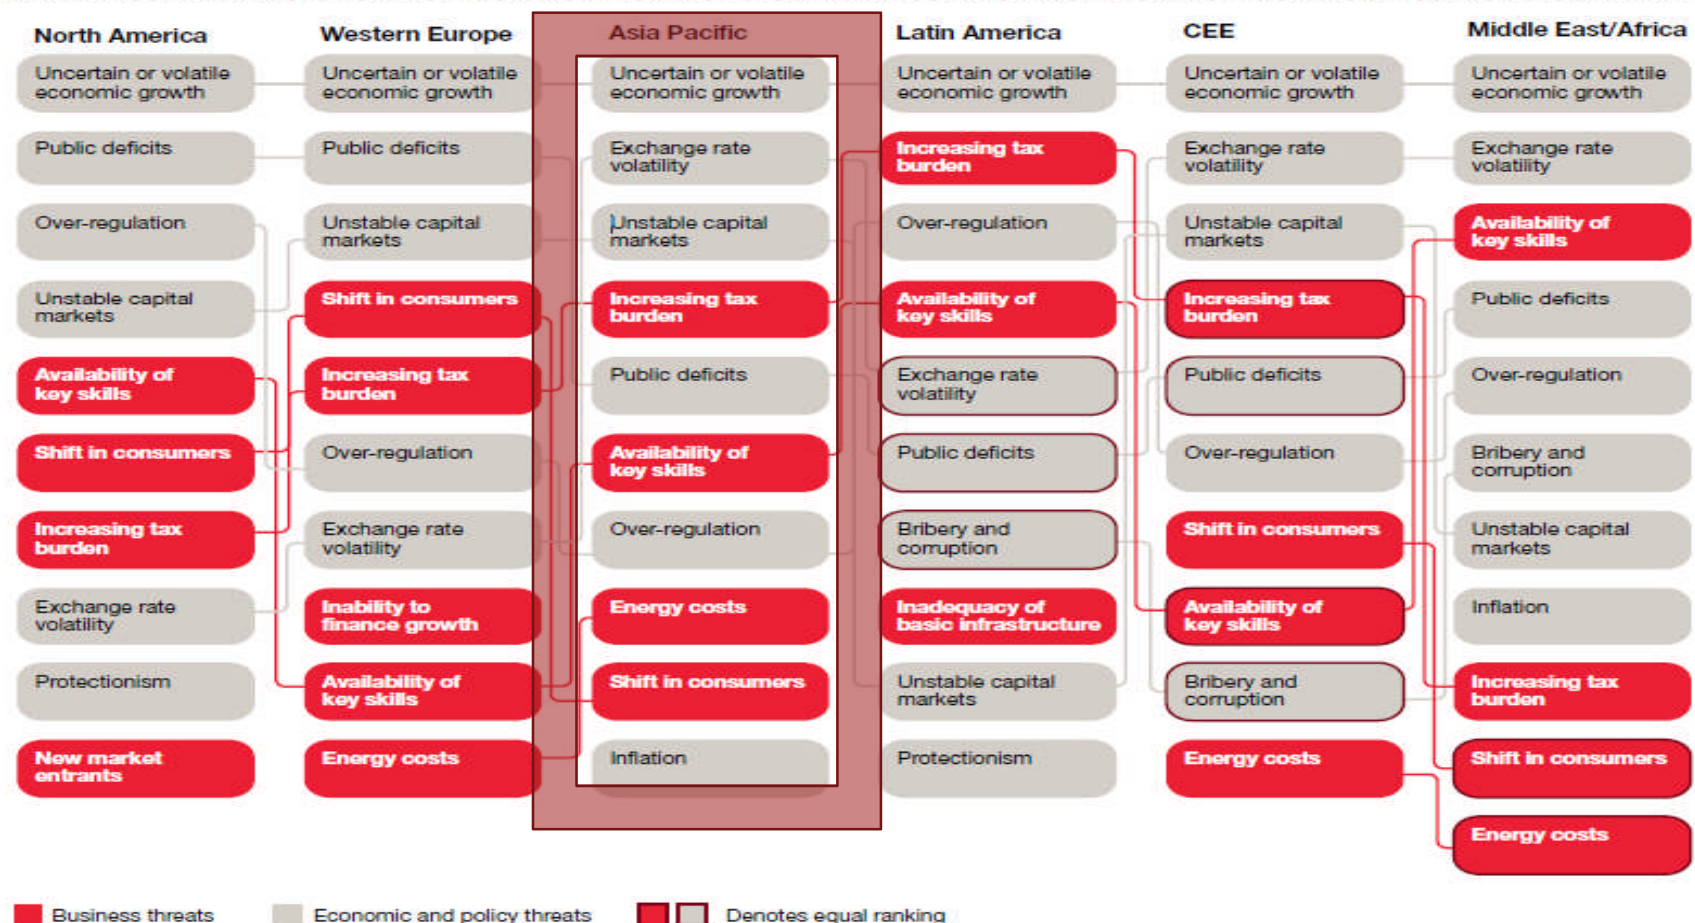 North America
Uncertain or volatile
economic growth
Public deficits
Over-regulation
Unstable capital
markets
Availability of
key skills
Shift in consumers
Increasing tax
burden
Exchange rate
volatility
Protectionism
New market
entrants
Western Europe
Uncertain or volatile
economic growth
Public deficits
Unstable capital
markets
Shift in consumers
Increasing tax
burden
Over-regulation
Exchange rate
volatility
Inability to
finance growth
Availability of
key skills
Energy costs
Asia Pacific
Uncertain or volatile
economic growth
Exchange rate
volatility
Unstable capital
markets
Increasing tax
burden
Public deficits
Availability of
key skills
Over-regulation
Energy costs
Shift in consumers
Inflation
Latin America
Uncertain or volatile
economic growth
Increasing tax
burden
Over-regulation
Availability of
key skills
Exchange rate
volatility
Public deficits
Bribery and
corruption
Inadequacy of
basic infrastructure
Unstable capital
markets
Protectionism
CEE
Uncertain or volatile
economic growth
Exchange rate
volatility
Unstable capital
markets
Increasing tax
burden
Public deficits
Over-regulation
Shift in consumers
Availability of
key skills
Bribery and
corruption
Energy costs
Middle East/Africa
Uncertain or volatile
economic growth
Exchange rate
volatility
Availability of
key skills
Public deficits
Over-regulation
Bribery and
corruption
Unstable capital
markets
Inflation
Increasing tax
burden
Shift in consumers
Energy costs
Business threats
Economic and policy threats
Denotes equal ranking